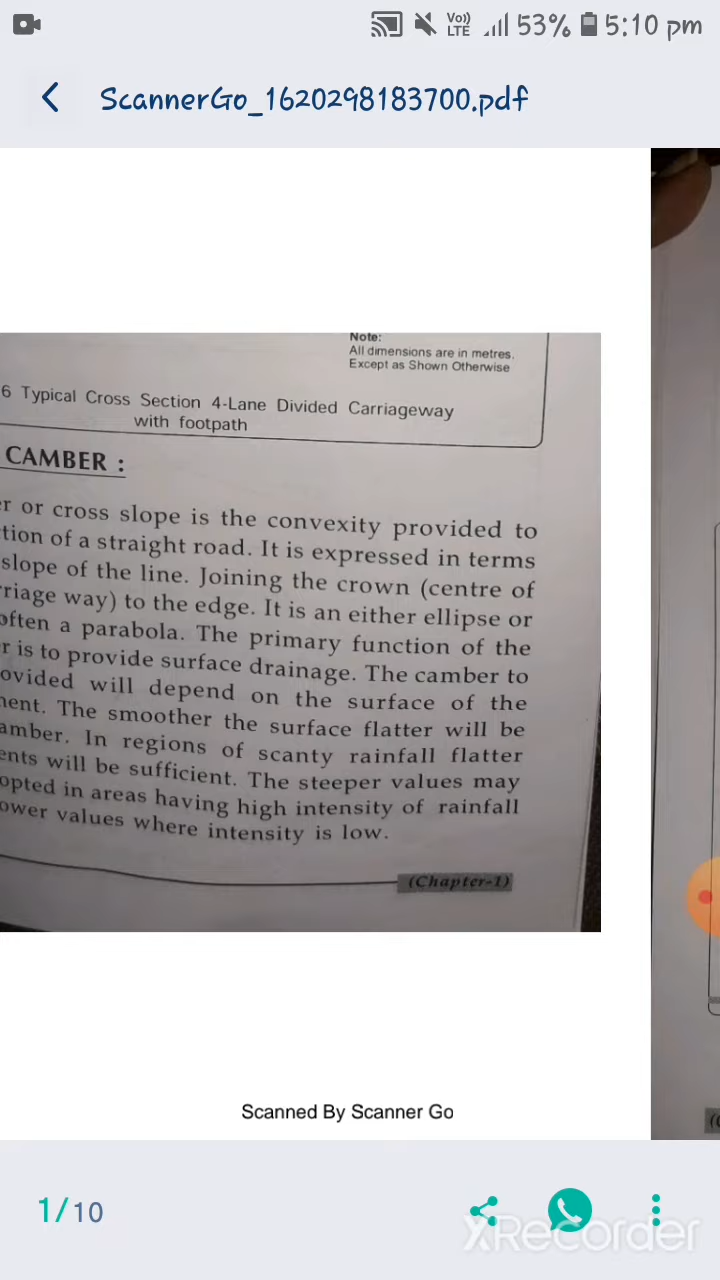 Vo)) LTE 53% 5:10 pm
ScannerGo_1620298183700.pdf
Note:
All dimensions are in metres.
Except as Shown Otherwise
6 Typical Cross Section 4-Lane Divided Carriageway
with footpath
CAMBER :
er or cross slope is the convexity provided to
tion of a straight road. It is expressed in terms
slope of the line. Joining the crown (centre of
rriage way) to the edge. It is an either ellipse or
often a parabola. The primary function of the
r is to provide surface drainage. The camber to
ovided will depend on the surface of the
ment. The smoother the surface flatter will be
amber. In regions of scanty rainfall flatter
ents will be sufficient. The steeper values may
opted in areas having high intensity of rainfall
ower values where intensity is low.
(Chapter-1)
Scanned By Scanner Go
1/10
XRecorder